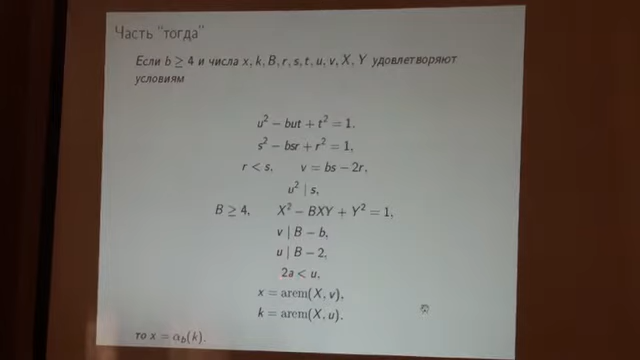 Часть "тогда"
Если b ≥ 4 и числа x, k, B, r, s, t, u, v, X, Y удовлетворяют
условиям
u² − but + t² = 1,
s² − bsr + r² = 1,
r < s, v = bs − 2r,
u² | s,
B ≥ 4, X² − BXY + Y² = 1,
v | B − b,
u | B − 2,
2a < u,
x = arem(X, v),
k = arem(X, u).
то x = α_b(k).